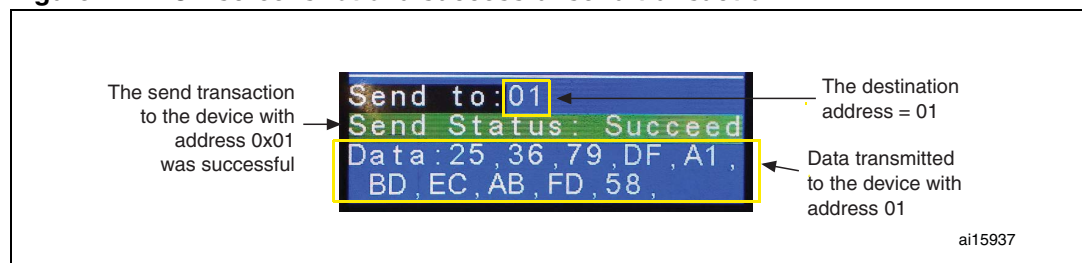 The send transaction
to the device with
address 0x01
was successful
Send to:01
Send Status: Succeed
Data:25,36,79,DF,A1,
BD,EC,AB,FD,58,
The destination
address = 01
Data transmitted
to the device with
address 01
ai15937